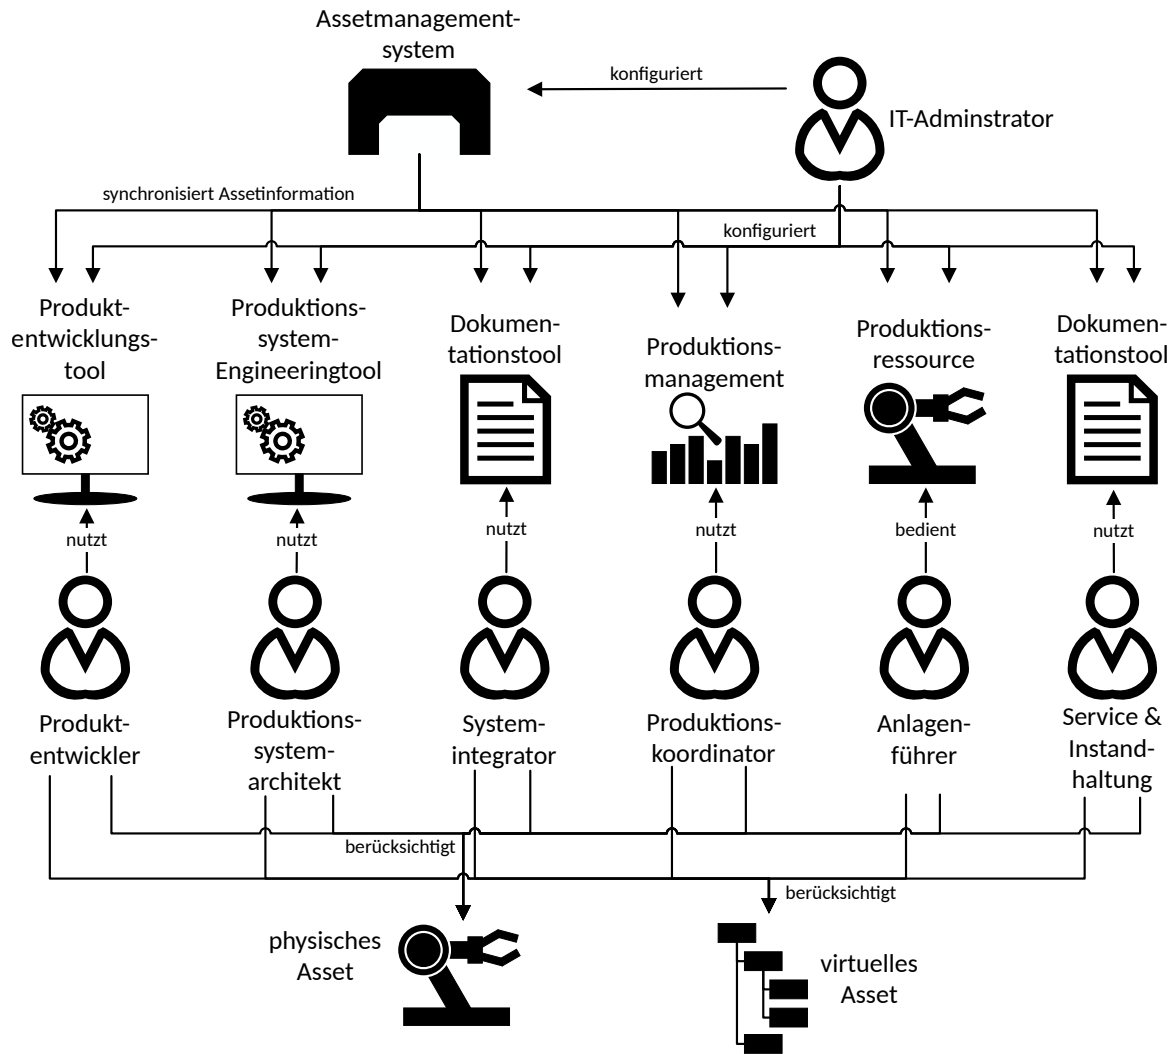 Assetmanagement-
system
konfiguriert
IT-Adminstrator
synchronisiert Assetinformation
konfiguriert
Produkt-
entwicklungs-
tool
Produktions-
system-
Engineeringtool
Dokumen-
tationstool
Produktions-
management
Produktions-
ressource
Dokumen-
tationstool
nutzt
nutzt
nutzt
nutzt
bedient
nutzt
Produkt-
entwickler
Produktions-
system-
architekt
System-
integrator
Produktions-
koordinator
Anlagen-
führer
Service &
Instand-
haltung
berücksichtigt
berücksichtigt
physisches
Asset
virtuelles
Asset